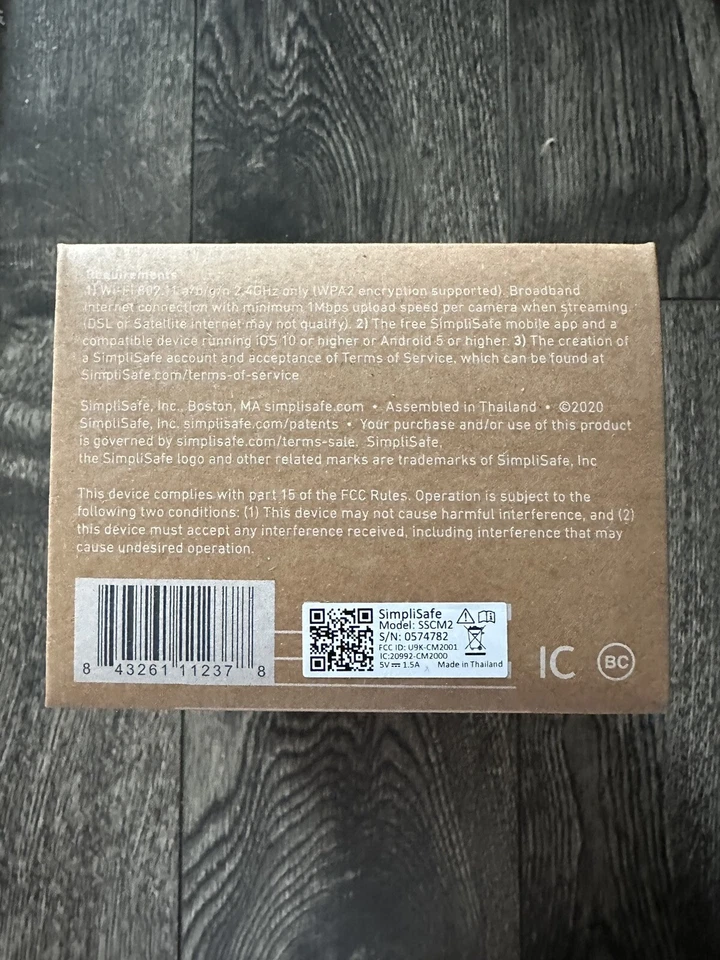 Requirements
1) Wi-Fi 802.11 a/b/g/n 2.4GHz only (WPA2 encryption supported). Broadband
Internet connection with minimum 1Mbps upload speed per camera when streaming
(DSL or Satellite internet may not qualify). 2) The free SimpliSafe mobile app and a
compatible device running iOS 10 or higher or Android 5 or higher. 3) The creation of
a SimpliSafe account and acceptance of Terms of Service, which can be found at
SimpliSafe.com/terms-of-service
SimpliSafe, Inc., Boston, MA simplisafe.com • Assembled in Thailand • ©2020
SimpliSafe, Inc. simplisafe.com/patents • Your purchase and/or use of this product
is governed by simplisafe.com/terms-sale. SimpliSafe,
the SimpliSafe logo and other related marks are trademarks of SimpliSafe, Inc
This device complies with part 15 of the FCC Rules. Operation is subject to the
following two conditions: (1) This device may not cause harmful interference, and (2)
this device must accept any interference received, including interference that may
cause undesired operation.
8 43261 11237 8
SimpliSafe
Model: SSCM2
S/N: 0574782
FCC ID: U9K-CM2001
IC:20992-CM2000
5V⎓1.5A Made in Thailand
IC
BC